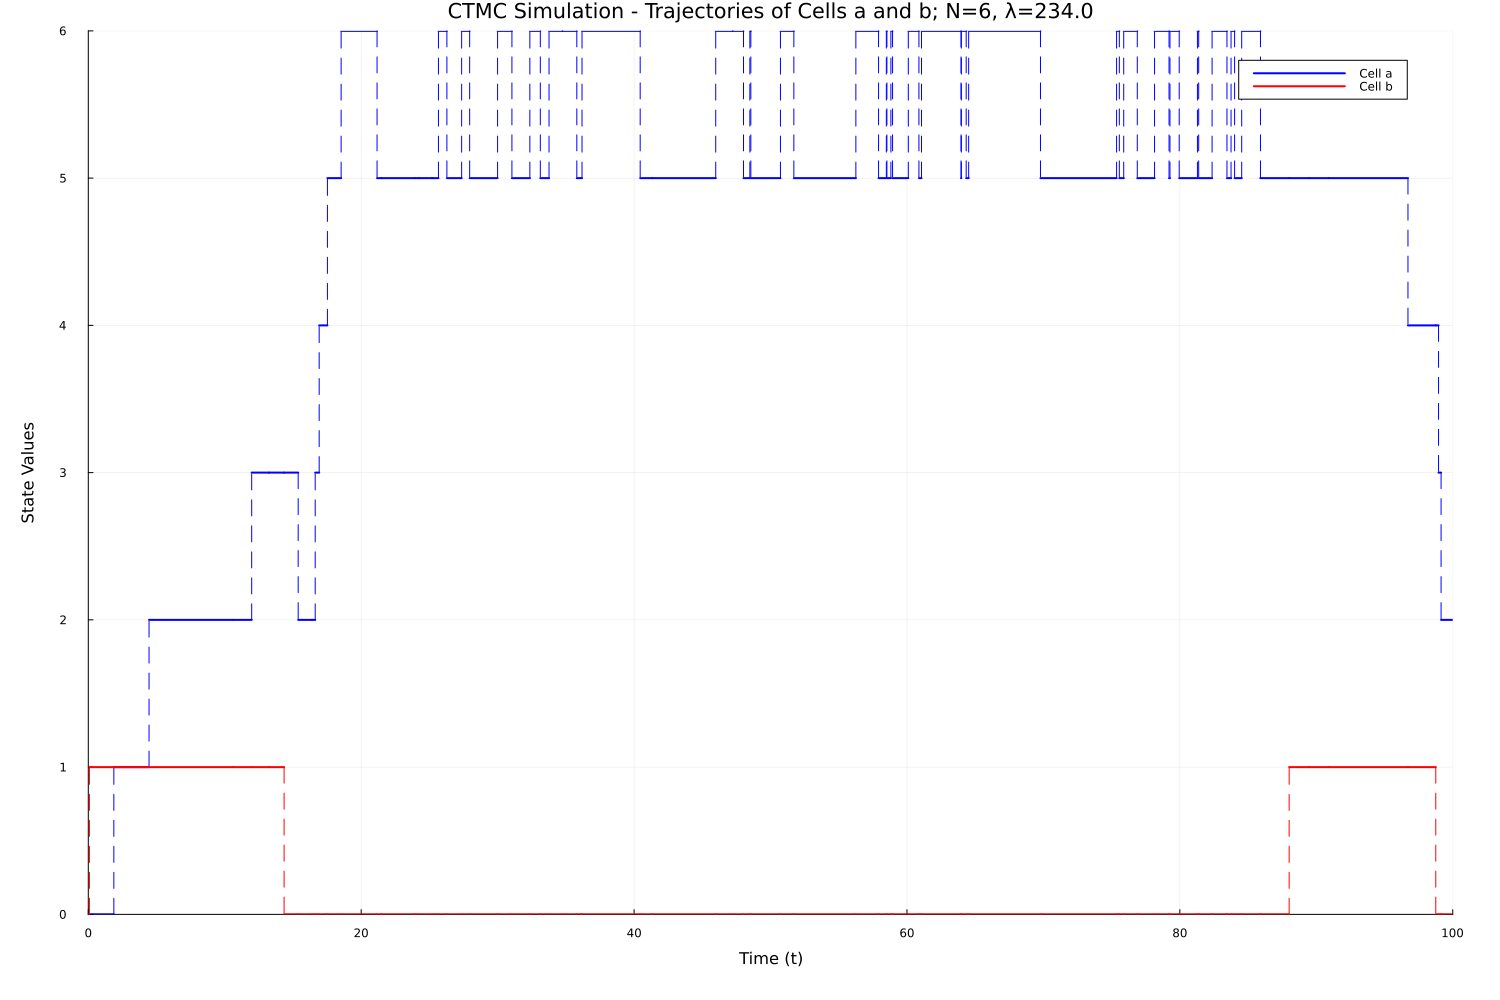 CTMC Simulation - Trajectories of Cells a and b; N=6, λ=234.0
6
Cell a
Cell b
5
4
3
State Values
2
1
0
0 20 40 60 80 100
Time (t)